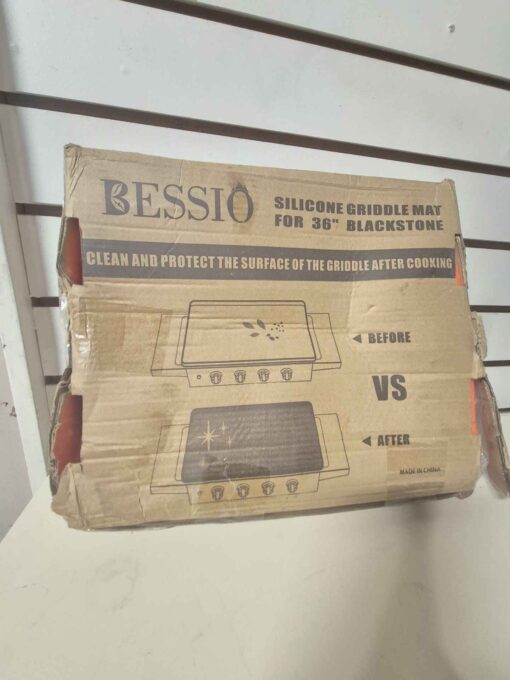 BESSIO
SILICONE GRIDDLE MAT
FOR 36" BLACKSTONE
CLEAN AND PROTECT THE SURFACE OF THE GRIDDLE AFTER COOKING
BEFORE
VS
AFTER
MADE IN CHINA